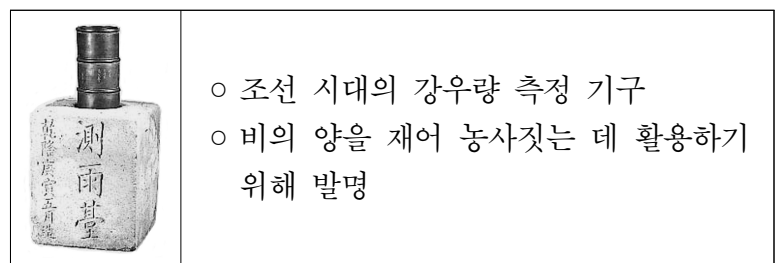 測雨臺
乾隆庚寅五月造
○ 조선 시대의 강우량 측정 기구
○ 비의 양을 재어 농사짓는 데 활용하기
위해 발명